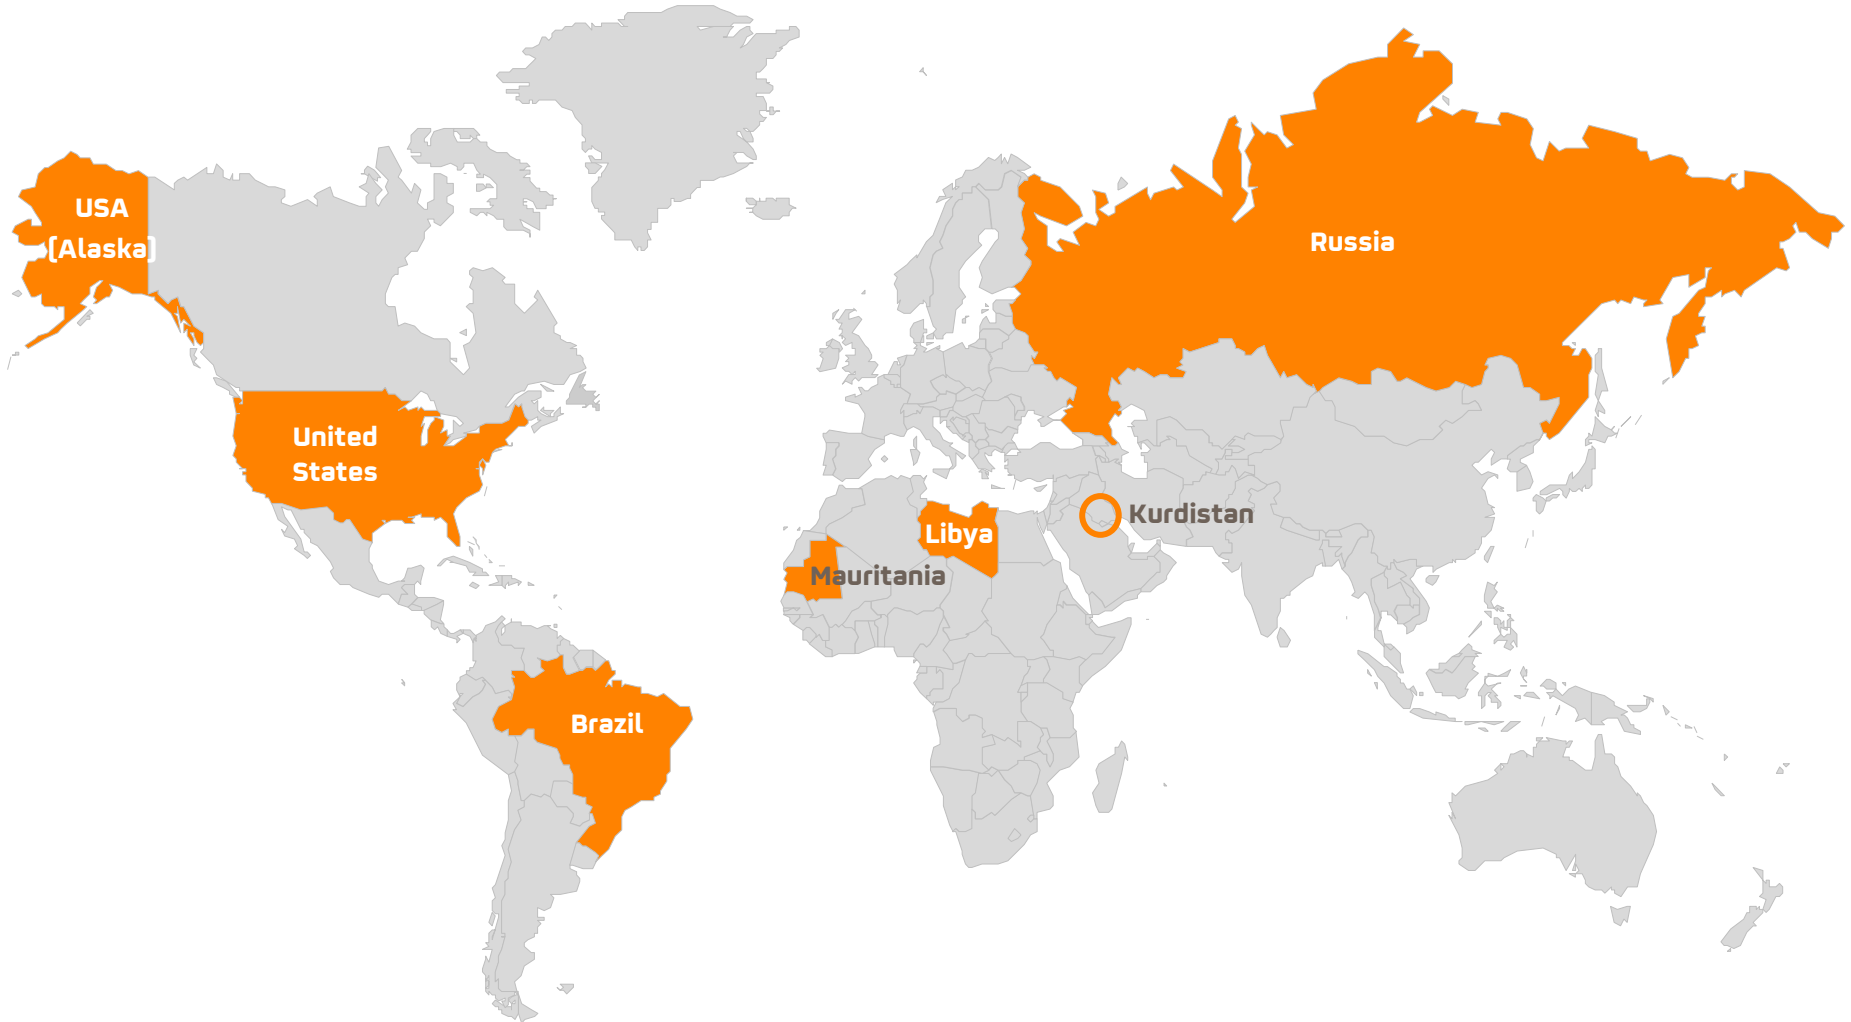 USA
(Alaska)
Russia
United
States
Kurdistan
Libya
Mauritania
Brazil